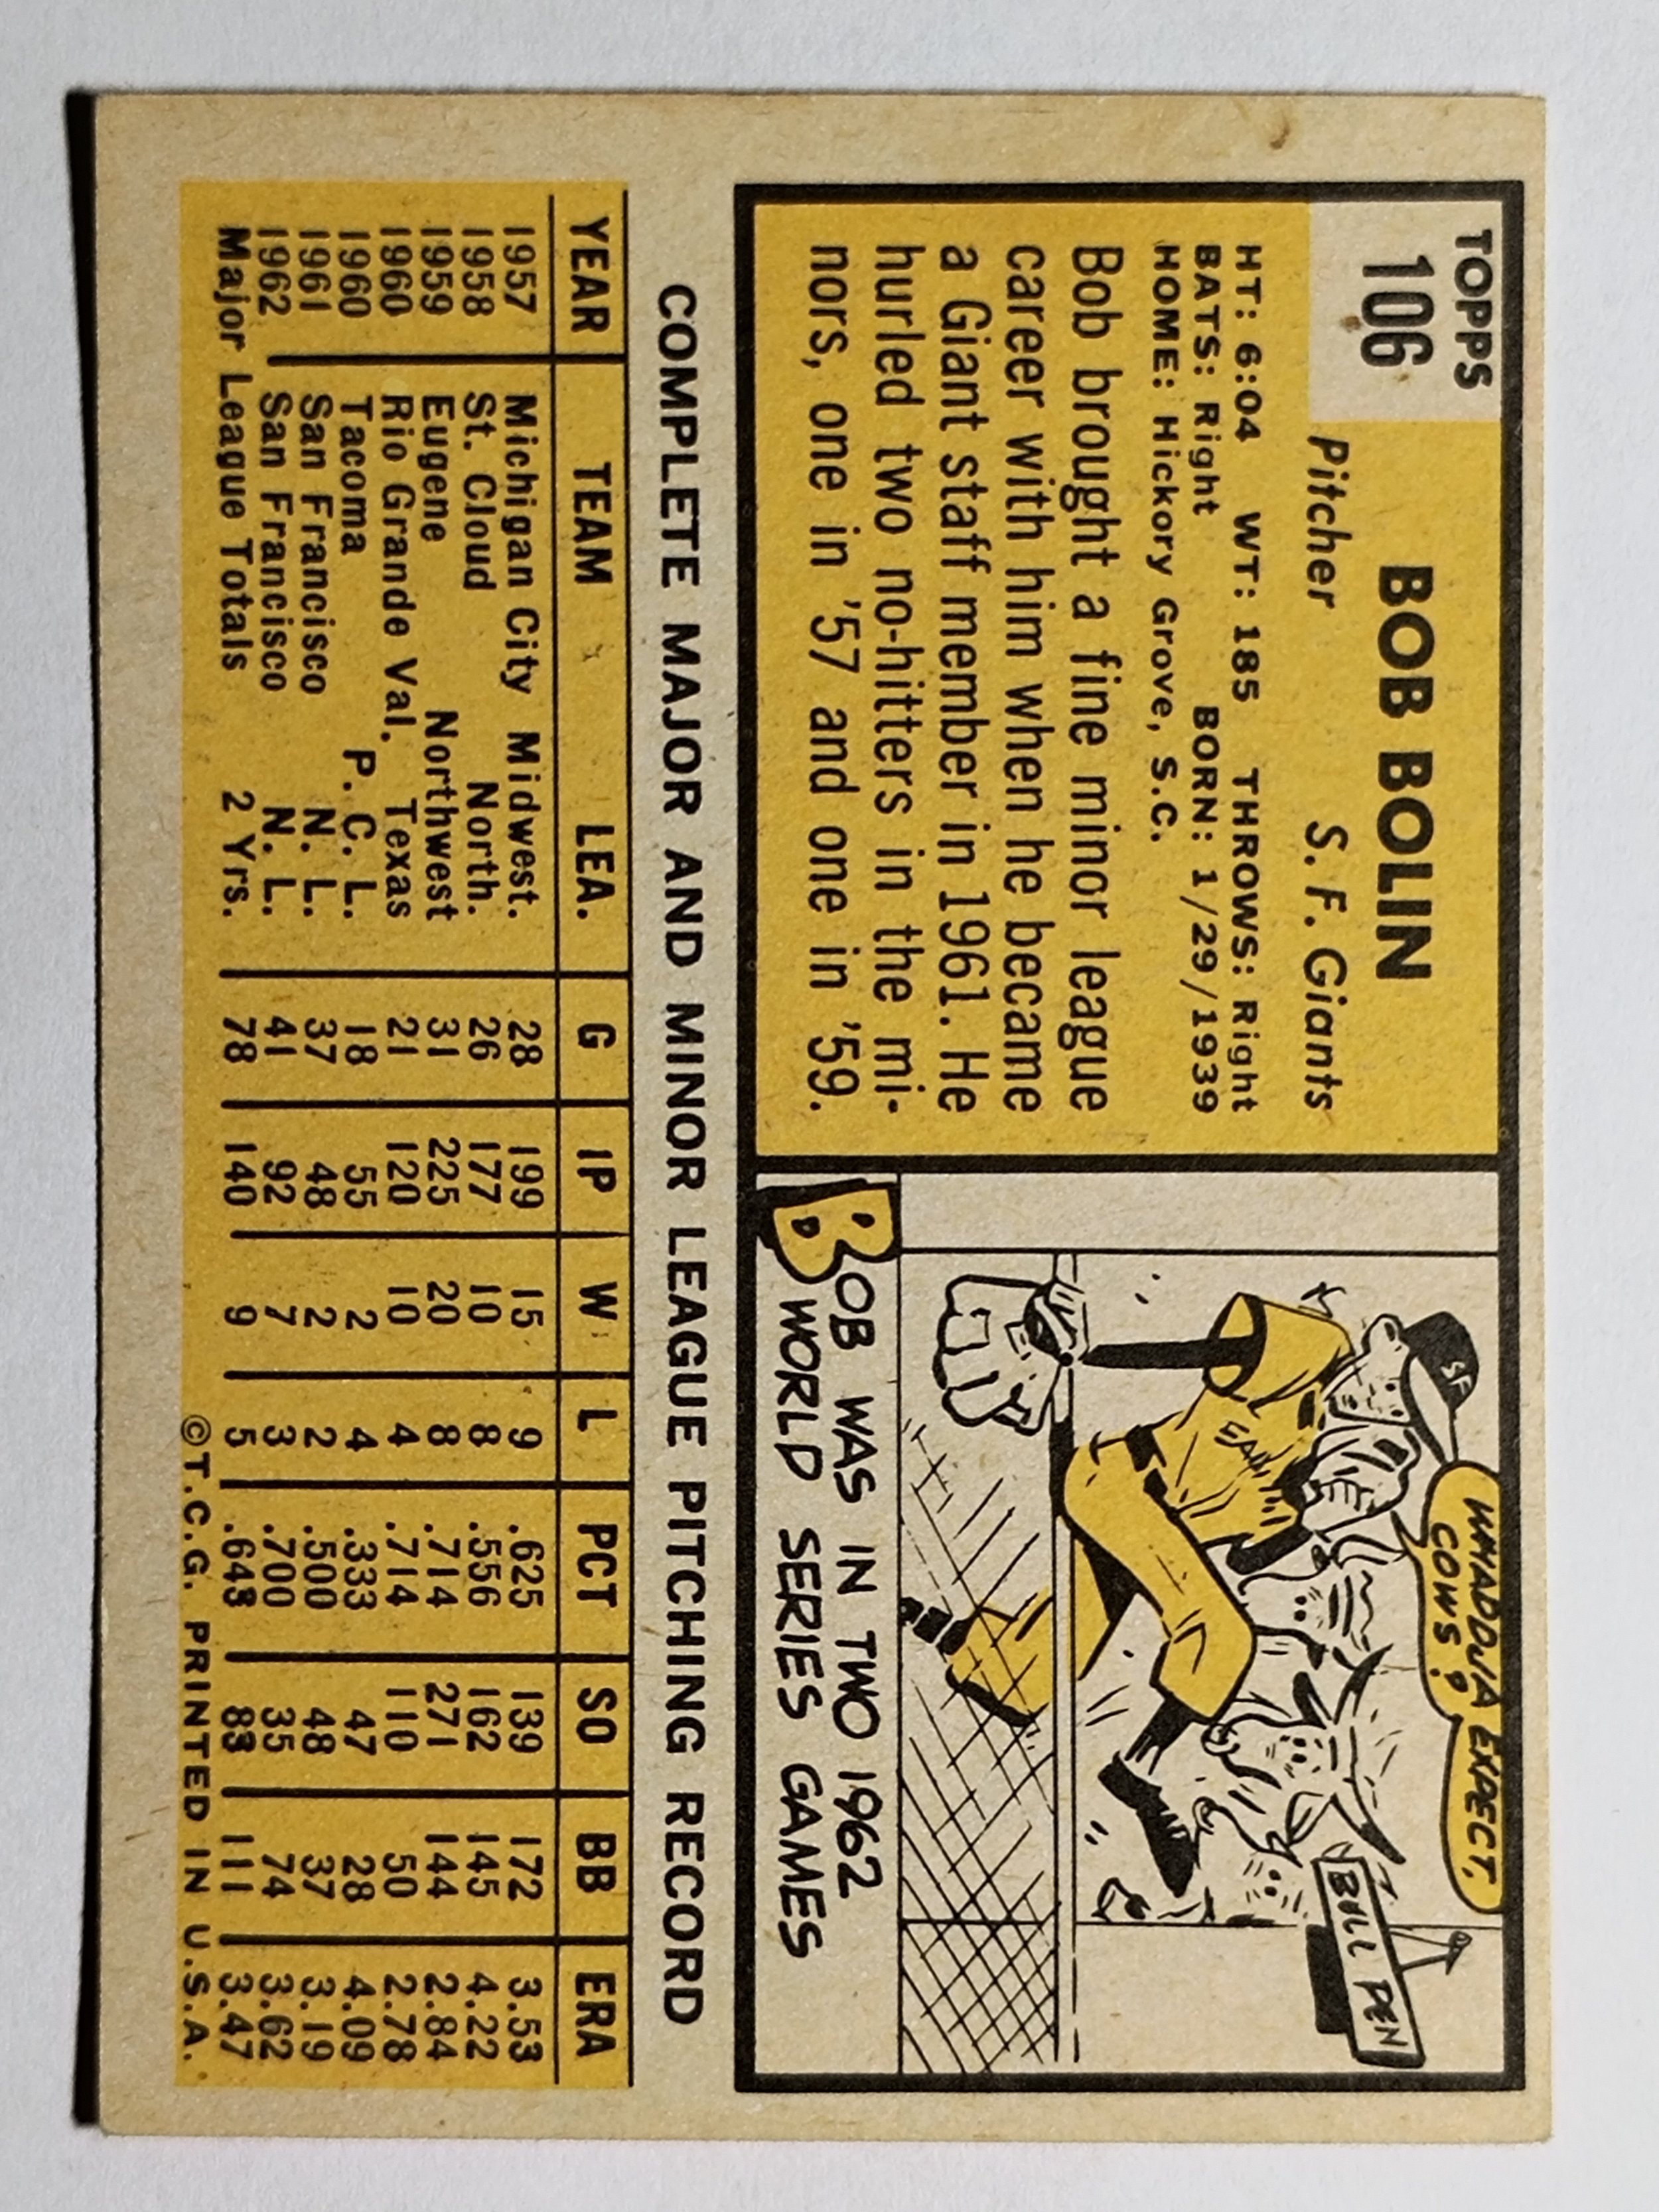 TOPPS
106
BOB BOLIN
Pitcher S. F. Giants
HT: 6:04 WT: 185 THROWS: Right
BATS: Right BORN: 1/29/1939
HOME: Hickory Grove, S.C.
Bob brought a fine minor league
career with him when he became
a Giant staff member in 1961. He
hurled two no-hitters in the mi-
nors, one in '57 and one in '59.
WHADDJA EXPECT,
COWS?
BULL PEN
SF
BOB WAS IN TWO 1962
WORLD SERIES GAMES
COMPLETE MAJOR AND MINOR LEAGUE PITCHING RECORD
YEAR TEAM LEA. G IP W L PCT SO BB ERA
1957 Michigan City Midwest. 28 199 15 9 .625 139 172 3.53
1958 St. Cloud North. 26 177 10 8 .556 162 145 4.22
1959 Eugene Northwest 31 225 20 8 .714 271 144 2.84
1960 Rio Grande Val. Texas 21 120 10 4 .714 110 50 2.78
1960 Tacoma P. C. L. 18 55 2 4 .333 47 28 4.09
1961 San Francisco N. L. 37 48 2 2 .500 48 37 3.19
1962 San Francisco N. L. 41 92 7 3 .700 35 74 3.62
Major League Totals 2 Yrs. 78 140 9 5 .643 83 111 3.47
©T.C.G. PRINTED IN U.S.A.